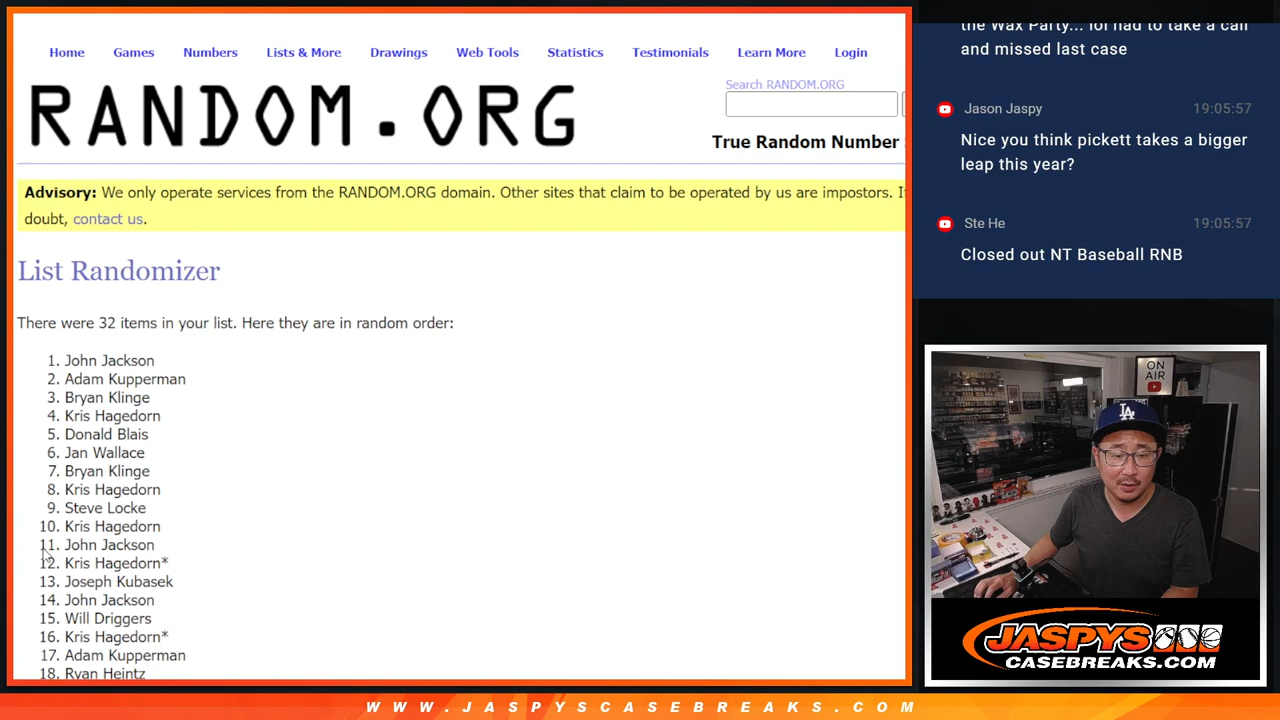 Home Games Numbers Lists & More Drawings Web Tools Statistics Testimonials Learn More Login
RANDOM.ORG
Search RANDOM.ORG
True Random Number
Advisory: We only operate services from the RANDOM.ORG domain. Other sites that claim to be operated by us are impostors. I
doubt, contact us.
List Randomizer
There were 32 items in your list. Here they are in random order:
1. John Jackson
2. Adam Kupperman
3. Bryan Klinge
4. Kris Hagedorn
5. Donald Blais
6. Jan Wallace
7. Bryan Klinge
8. Kris Hagedorn
9. Steve Locke
10. Kris Hagedorn
11. John Jackson
12. Kris Hagedorn*
13. Joseph Kubasek
14. John Jackson
15. Will Driggers
16. Kris Hagedorn*
17. Adam Kupperman
18. Ryan Heintz
the Wax Party... lol had to take a call
and missed last case
Jason Jaspy 19:05:57
Nice you think pickett takes a bigger
leap this year?
Ste He 19:05:57
Closed out NT Baseball RNB
ON
AIR
LA
JASPYS
CASEBREAKS.COM
WWW.JASPYSCASEBREAKS.COM